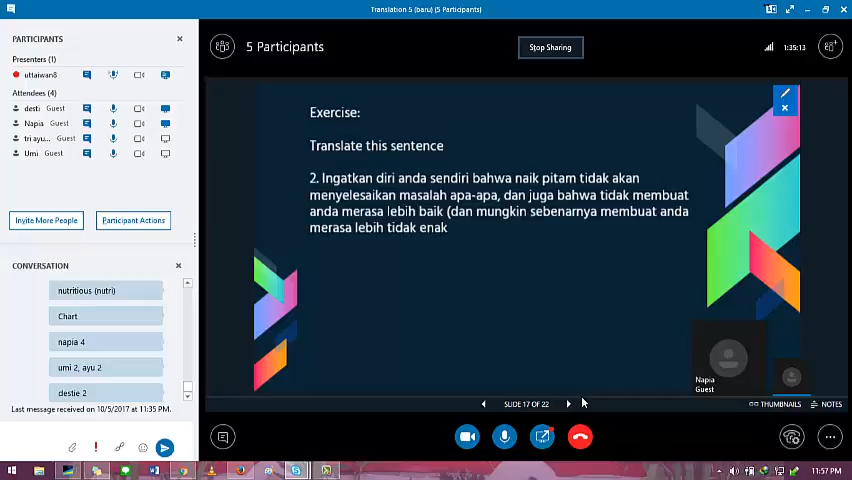 Translation 5 (baru) (5 Participants)
PARTICIPANTS
Presenters (1)
uttaiwan8
Attendees (4)
desti Guest
Napia Guest
tri ayu... Guest
Umi Guest
Invite More People
Participant Actions
CONVERSATION
nutritious (nutri)
Chart
napia 4
umi 2, ayu 2
destie 2
Last message received on 10/5/2017 at 11:35 PM.
5 Participants
Stop Sharing
1:35:13
Exercise:
Translate this sentence
2. Ingatkan diri anda sendiri bahwa naik pitam tidak akan
menyelesaikan masalah apa-apa, dan juga bahwa tidak membuat
anda merasa lebih baik (dan mungkin sebenarnya membuat anda
merasa lebih tidak enak
Napia
Guest
SLIDE 17 OF 22
THUMBNAILS
NOTES
11:57 PM